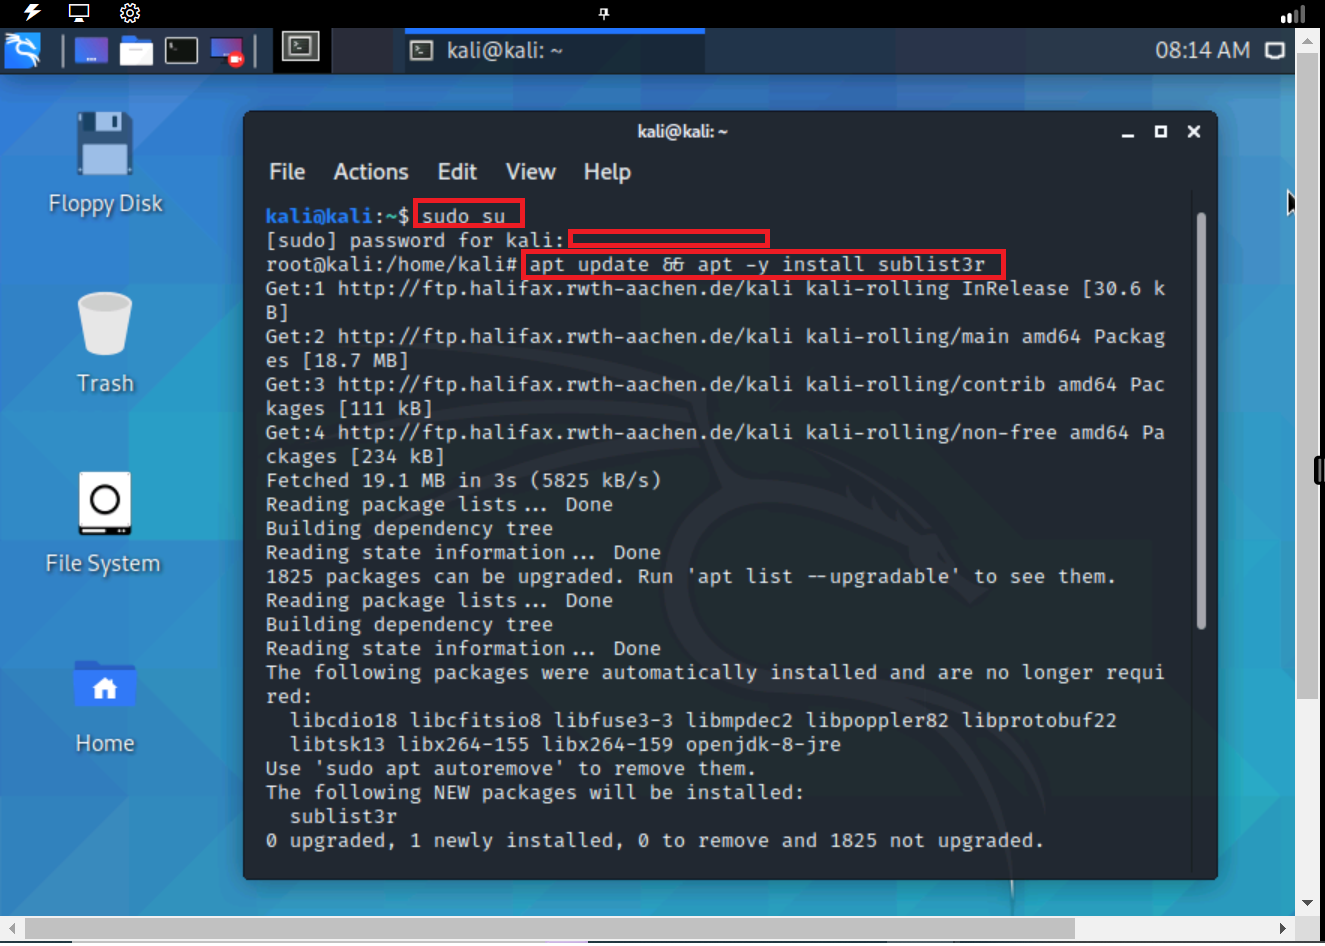 kali@kali: ~
08:14 AM
Floppy Disk
Trash
File System
Home
kali@kali: ~
File Actions Edit View Help
kali@kali:~$ sudo su
[sudo] password for kali:
root@kali:/home/kali# apt update && apt -y install sublist3r
Get:1 http://ftp.halifax.rwth-aachen.de/kali kali-rolling InRelease [30.6 k
B]
Get:2 http://ftp.halifax.rwth-aachen.de/kali kali-rolling/main amd64 Packag
es [18.7 MB]
Get:3 http://ftp.halifax.rwth-aachen.de/kali kali-rolling/contrib amd64 Pac
kages [111 kB]
Get:4 http://ftp.halifax.rwth-aachen.de/kali kali-rolling/non-free amd64 Pa
ckages [234 kB]
Fetched 19.1 MB in 3s (5825 kB/s)
Reading package lists... Done
Building dependency tree
Reading state information... Done
1825 packages can be upgraded. Run 'apt list --upgradable' to see them.
Reading package lists... Done
Building dependency tree
Reading state information... Done
The following packages were automatically installed and are no longer requi
red:
libcdio18 libcfitsio8 libfuse3-3 libmpdec2 libpoppler82 libprotobuf22
libtsk13 libx264-155 libx264-159 openjdk-8-jre
Use 'sudo apt autoremove' to remove them.
The following NEW packages will be installed:
sublist3r
0 upgraded, 1 newly installed, 0 to remove and 1825 not upgraded.